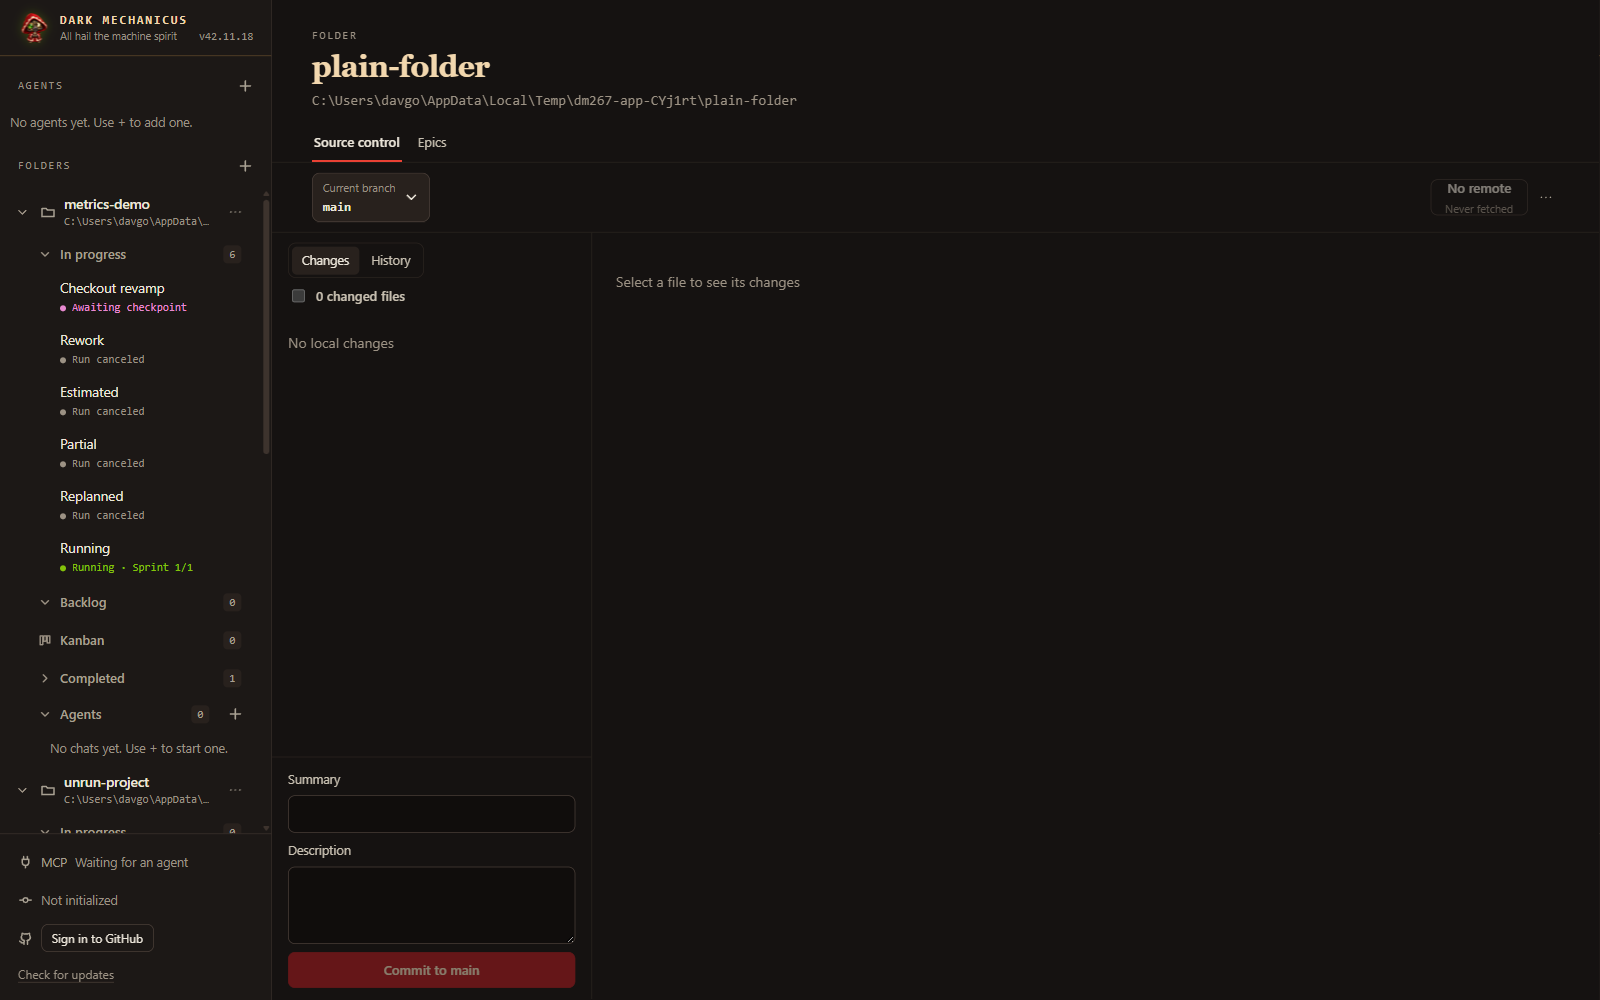 DARK MECHANICUS
All hail the machine spirit v42.11.18
AGENTS
No agents yet. Use + to add one.
FOLDERS
metrics-demo
C:\Users\davgo\AppData\…
In progress 6
Checkout revamp
Awaiting checkpoint
Rework
Run canceled
Estimated
Run canceled
Partial
Run canceled
Replanned
Run canceled
Running
Running · Sprint 1/1
Backlog 0
Kanban 0
Completed 1
Agents 0
No chats yet. Use + to start one.
unrun-project
C:\Users\davgo\AppData\…
In progress 0
MCP Waiting for an agent
Not initialized
Sign in to GitHub
Check for updates
FOLDER
plain-folder
C:\Users\davgo\AppData\Local\Temp\dm267-app-CYj1rt\plain-folder
Source control Epics
Current branch
main
No remote
Never fetched
Changes History
0 changed files
No local changes
Select a file to see its changes
Summary
Description
Commit to main